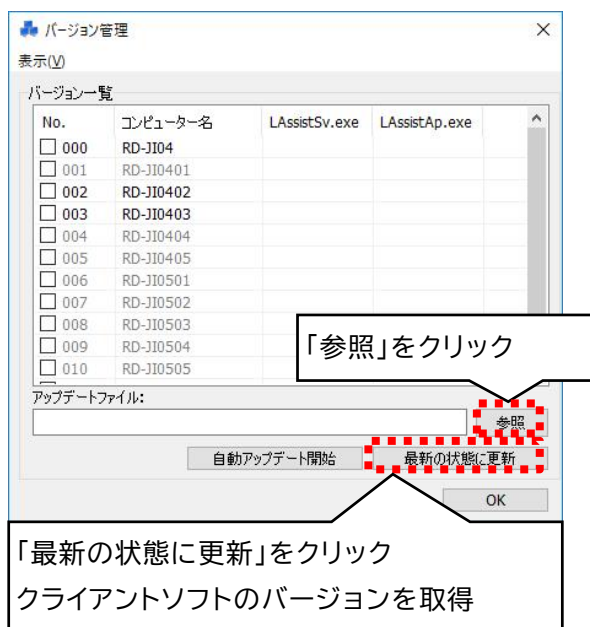 バージョン管理
表示(V)
バージョン一覧
No. コンピューター名 LAssistSv.exe LAssistAp.exe
000 RD-JI04
001 RD-JI0401
002 RD-JI0402
003 RD-JI0403
004 RD-JI0404
005 RD-JI0405
006 RD-JI0501
007 RD-JI0502
008 RD-JI0503
009 RD-JI0504
010 RD-JI0505
「参照」をクリック
アップデートファイル:
参照
自動アップデート開始 最新の状態に更新
OK
「最新の状態に更新」をクリック
クライアントソフトのバージョンを取得